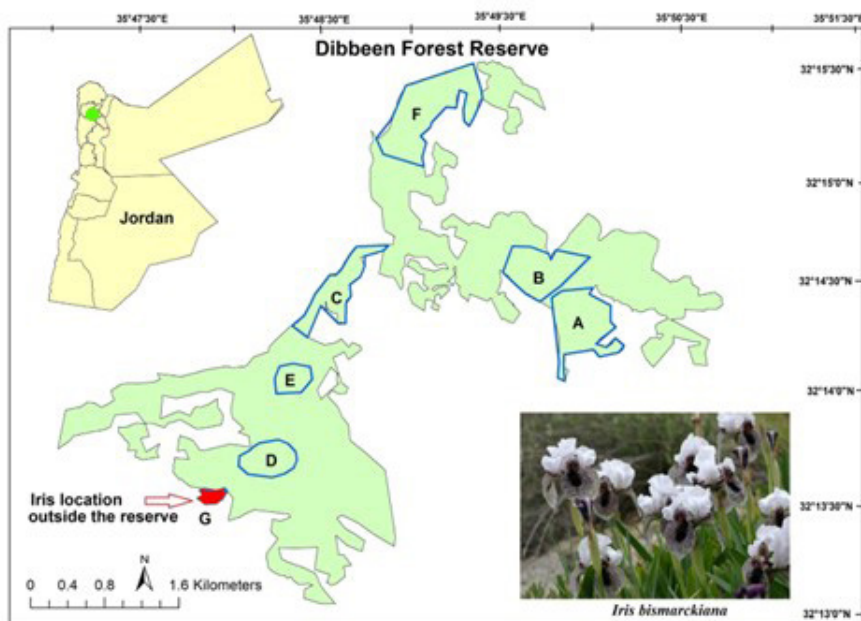 35°47'30"E 35°48'30"E 35°49'30"E 35°50'30"E 35°51'30"E
Dibbeen Forest Reserve
32°15'30"N
F
32°15'0"N
Jordan
B
32°14'30"N
C
A
E
32°14'0"N
D
Iris location
outside the reserve
G
32°13'30"N
N
0 0.4 0.8 1.6 Kilometers
Iris bismarckiana
32°13'0"N